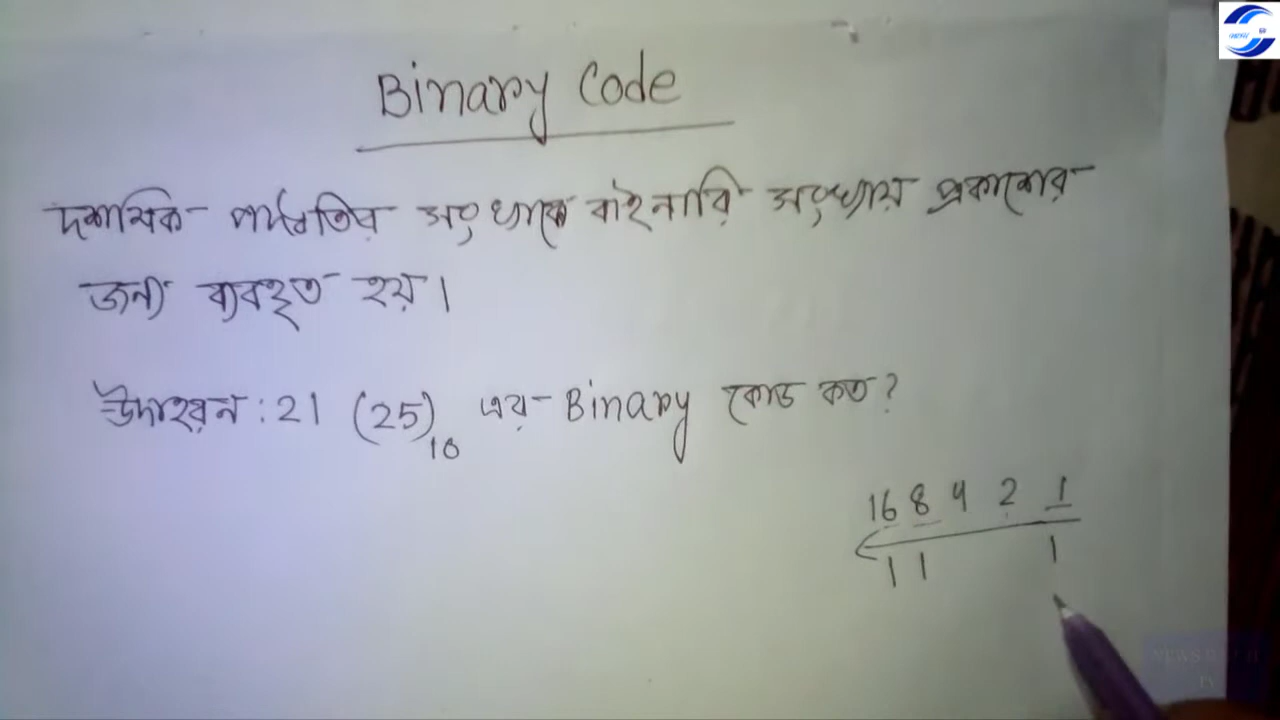 Binary Code
দশমিক পদ্ধতির সংখ্যাকে বাইনারি সংখ্যায় প্রকাশের
জন্য ব্যবহৃত হয়।
উদাহরন : 21 (25)10 এর Binary কোড কত?
16 8 4 2 1
1 1 1